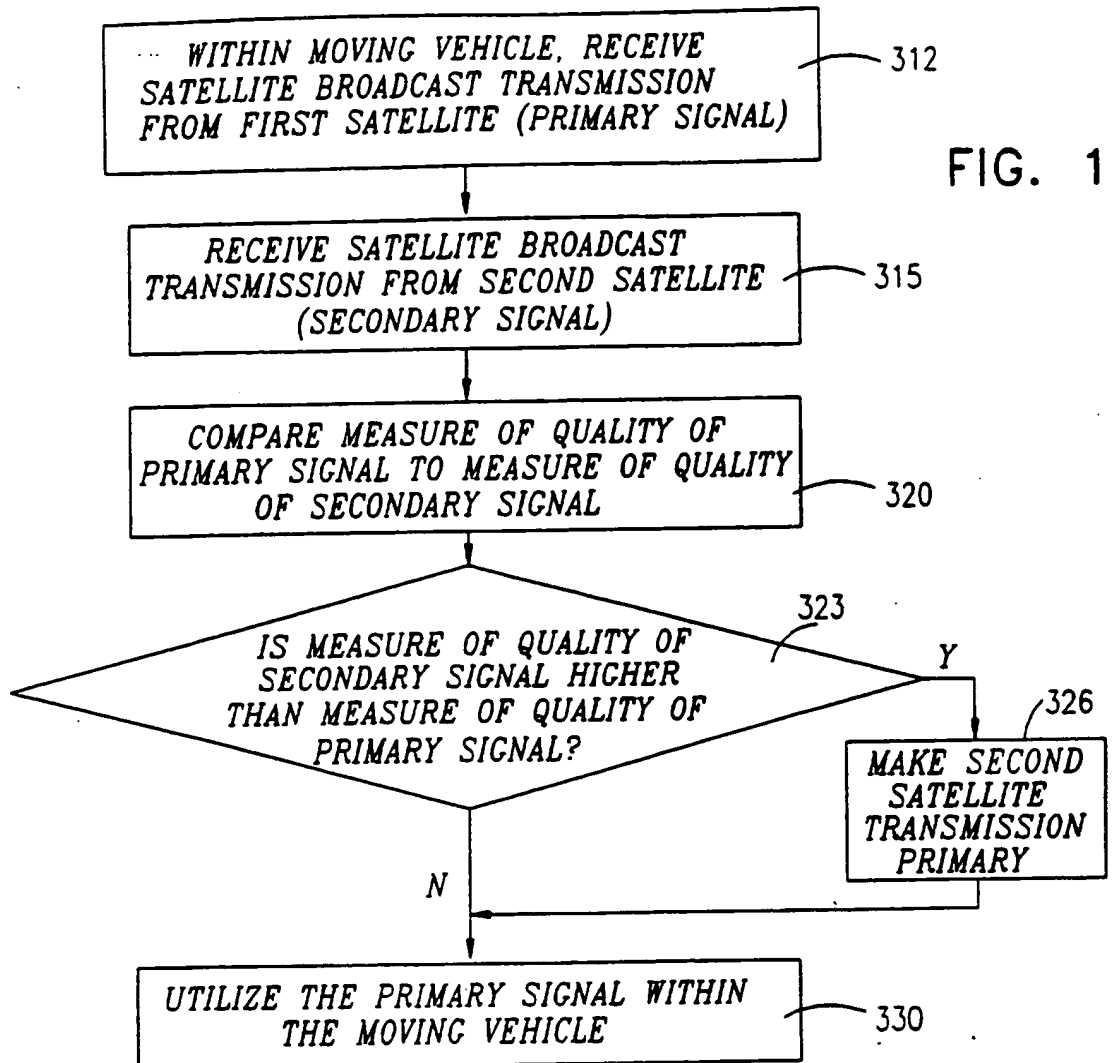 WITHIN MOVING VEHICLE, RECEIVE
SATELLITE BROADCAST TRANSMISSION
FROM FIRST SATELLITE (PRIMARY SIGNAL)
312
FIG. 1
RECEIVE SATELLITE BROADCAST
TRANSMISSION FROM SECOND SATELLITE
(SECONDARY SIGNAL)
315
COMPARE MEASURE OF QUALITY OF
PRIMARY SIGNAL TO MEASURE OF QUALITY
OF SECONDARY SIGNAL
320
IS MEASURE OF QUALITY OF
SECONDARY SIGNAL HIGHER
THAN MEASURE OF QUALITY OF
PRIMARY SIGNAL?
323
Y
326
MAKE SECOND
SATELLITE
TRANSMISSION
PRIMARY
N
UTILIZE THE PRIMARY SIGNAL WITHIN
THE MOVING VEHICLE
330